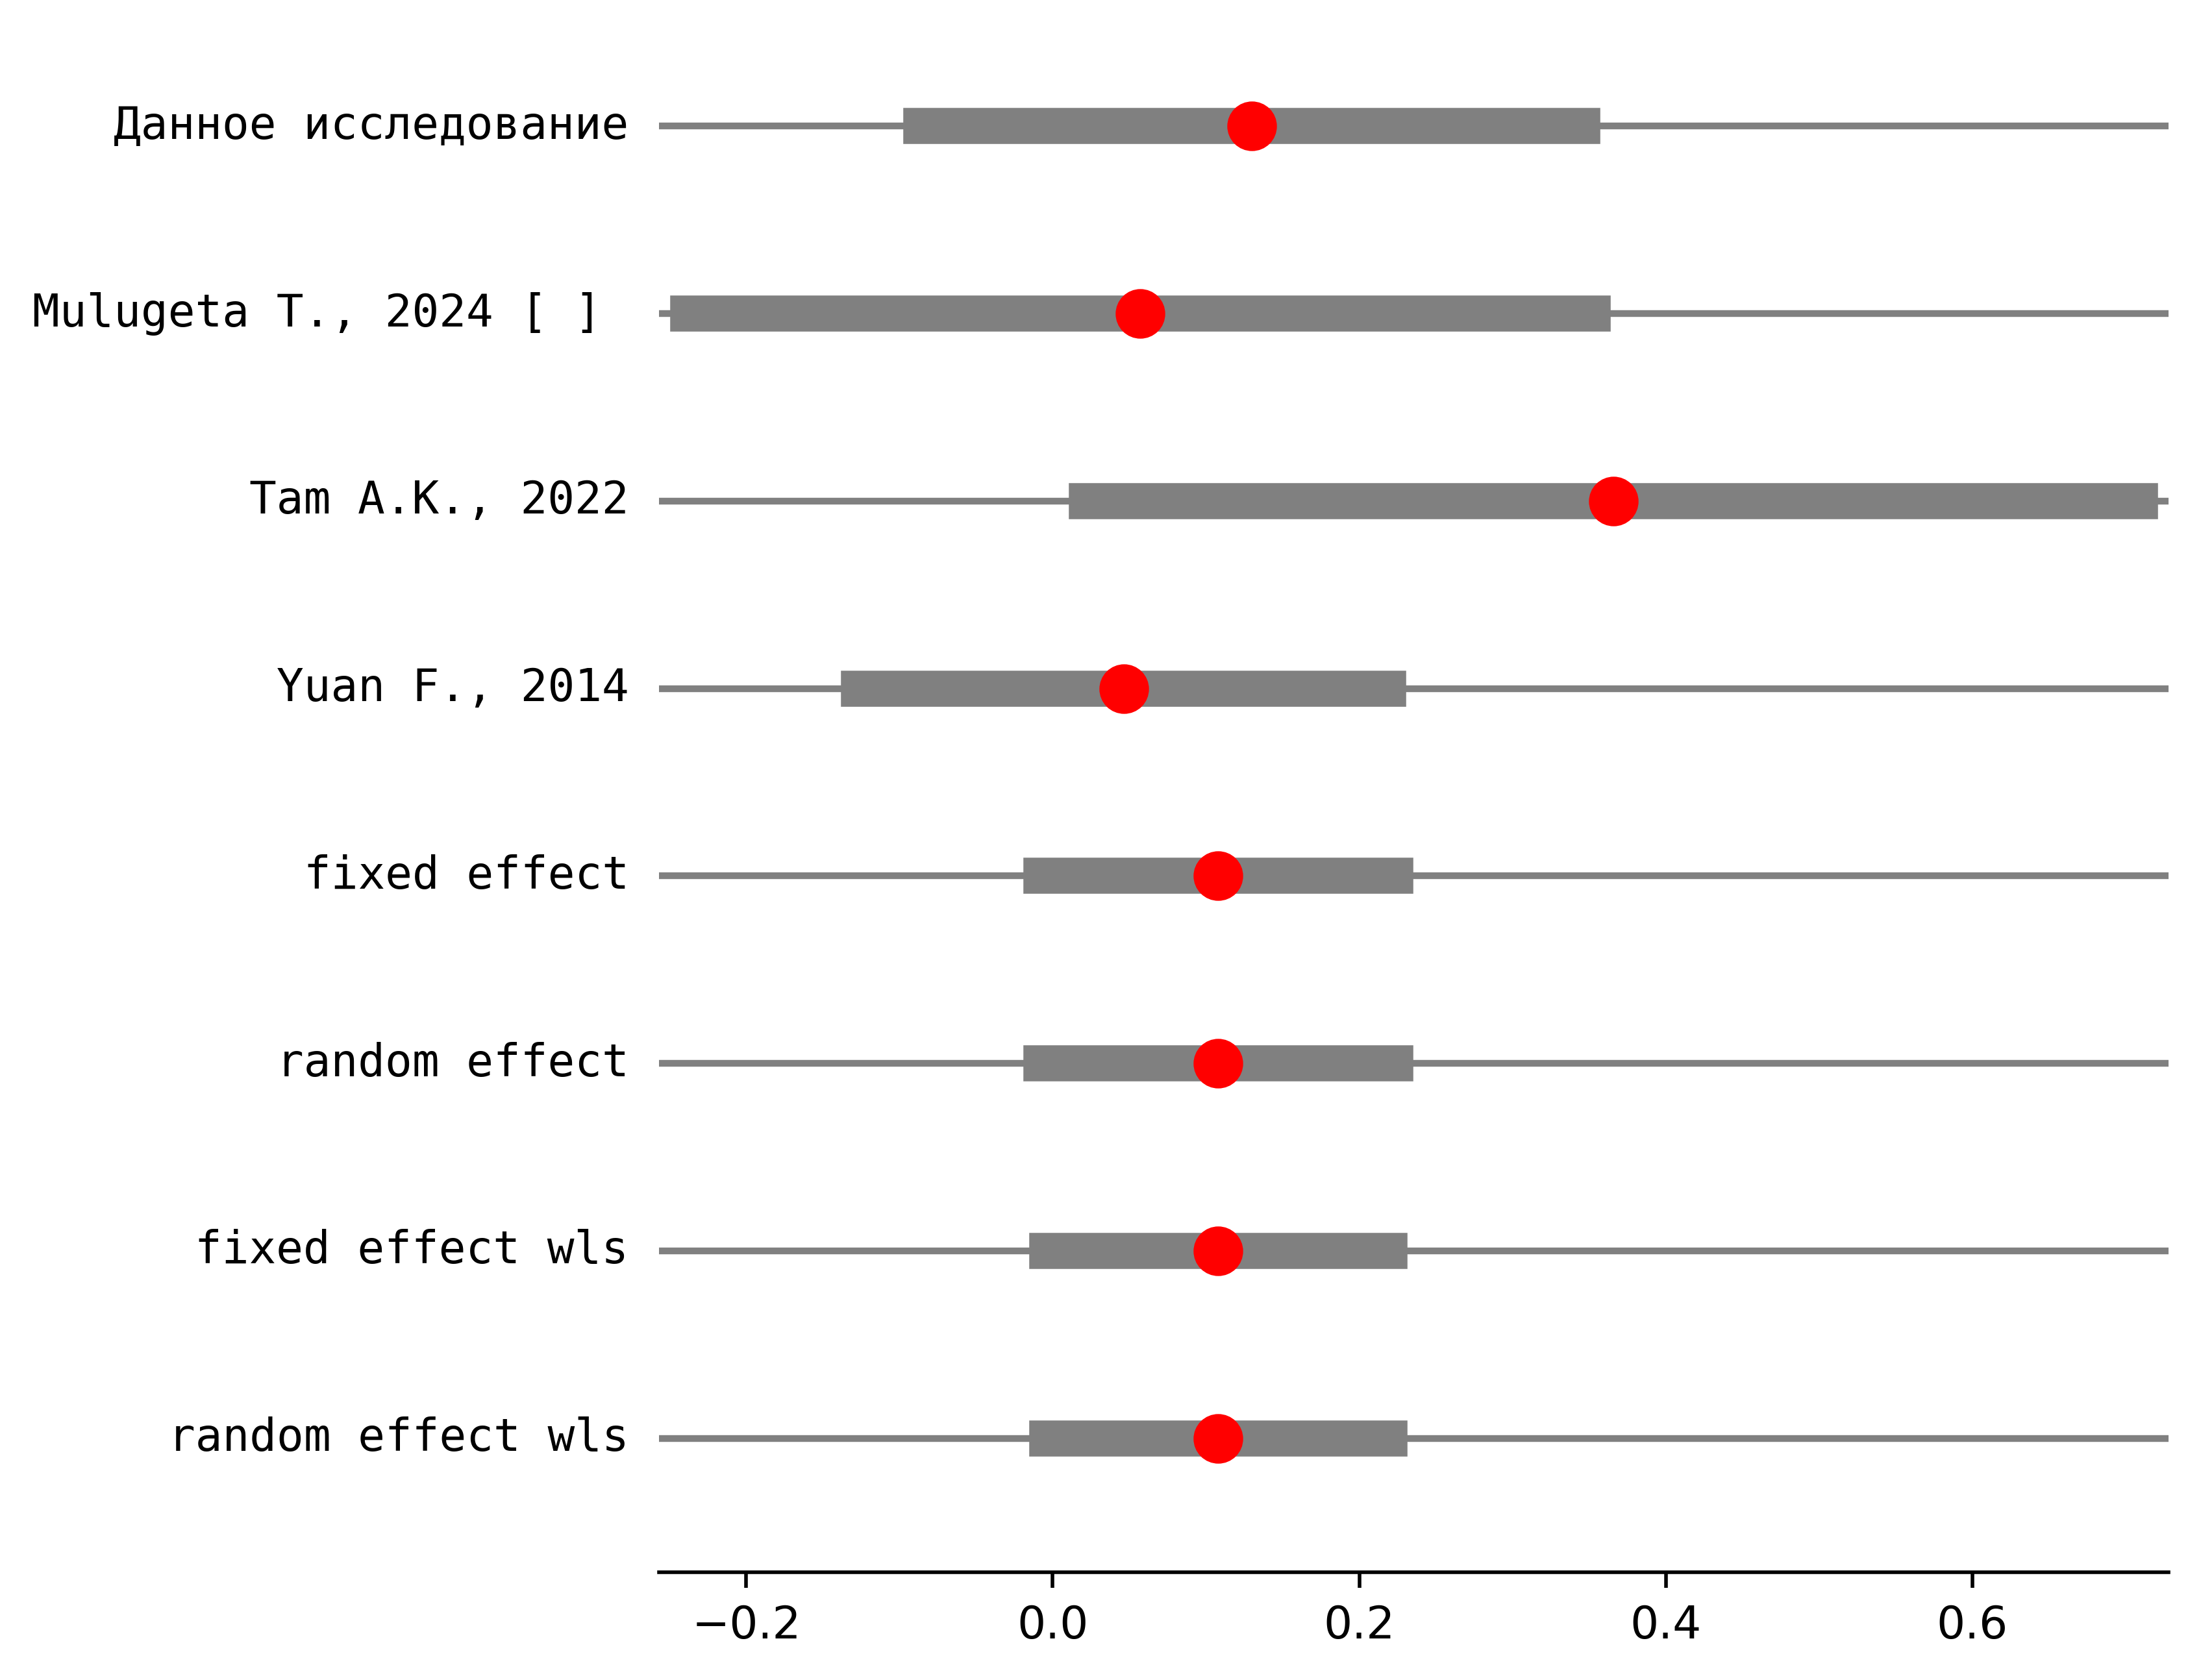 Данное исследование
Mulugeta T., 2024 [ ]
Tam A.K., 2022
Yuan F., 2014
fixed effect
random effect
fixed effect wls
random effect wls
−0.2 0.0 0.2 0.4 0.6